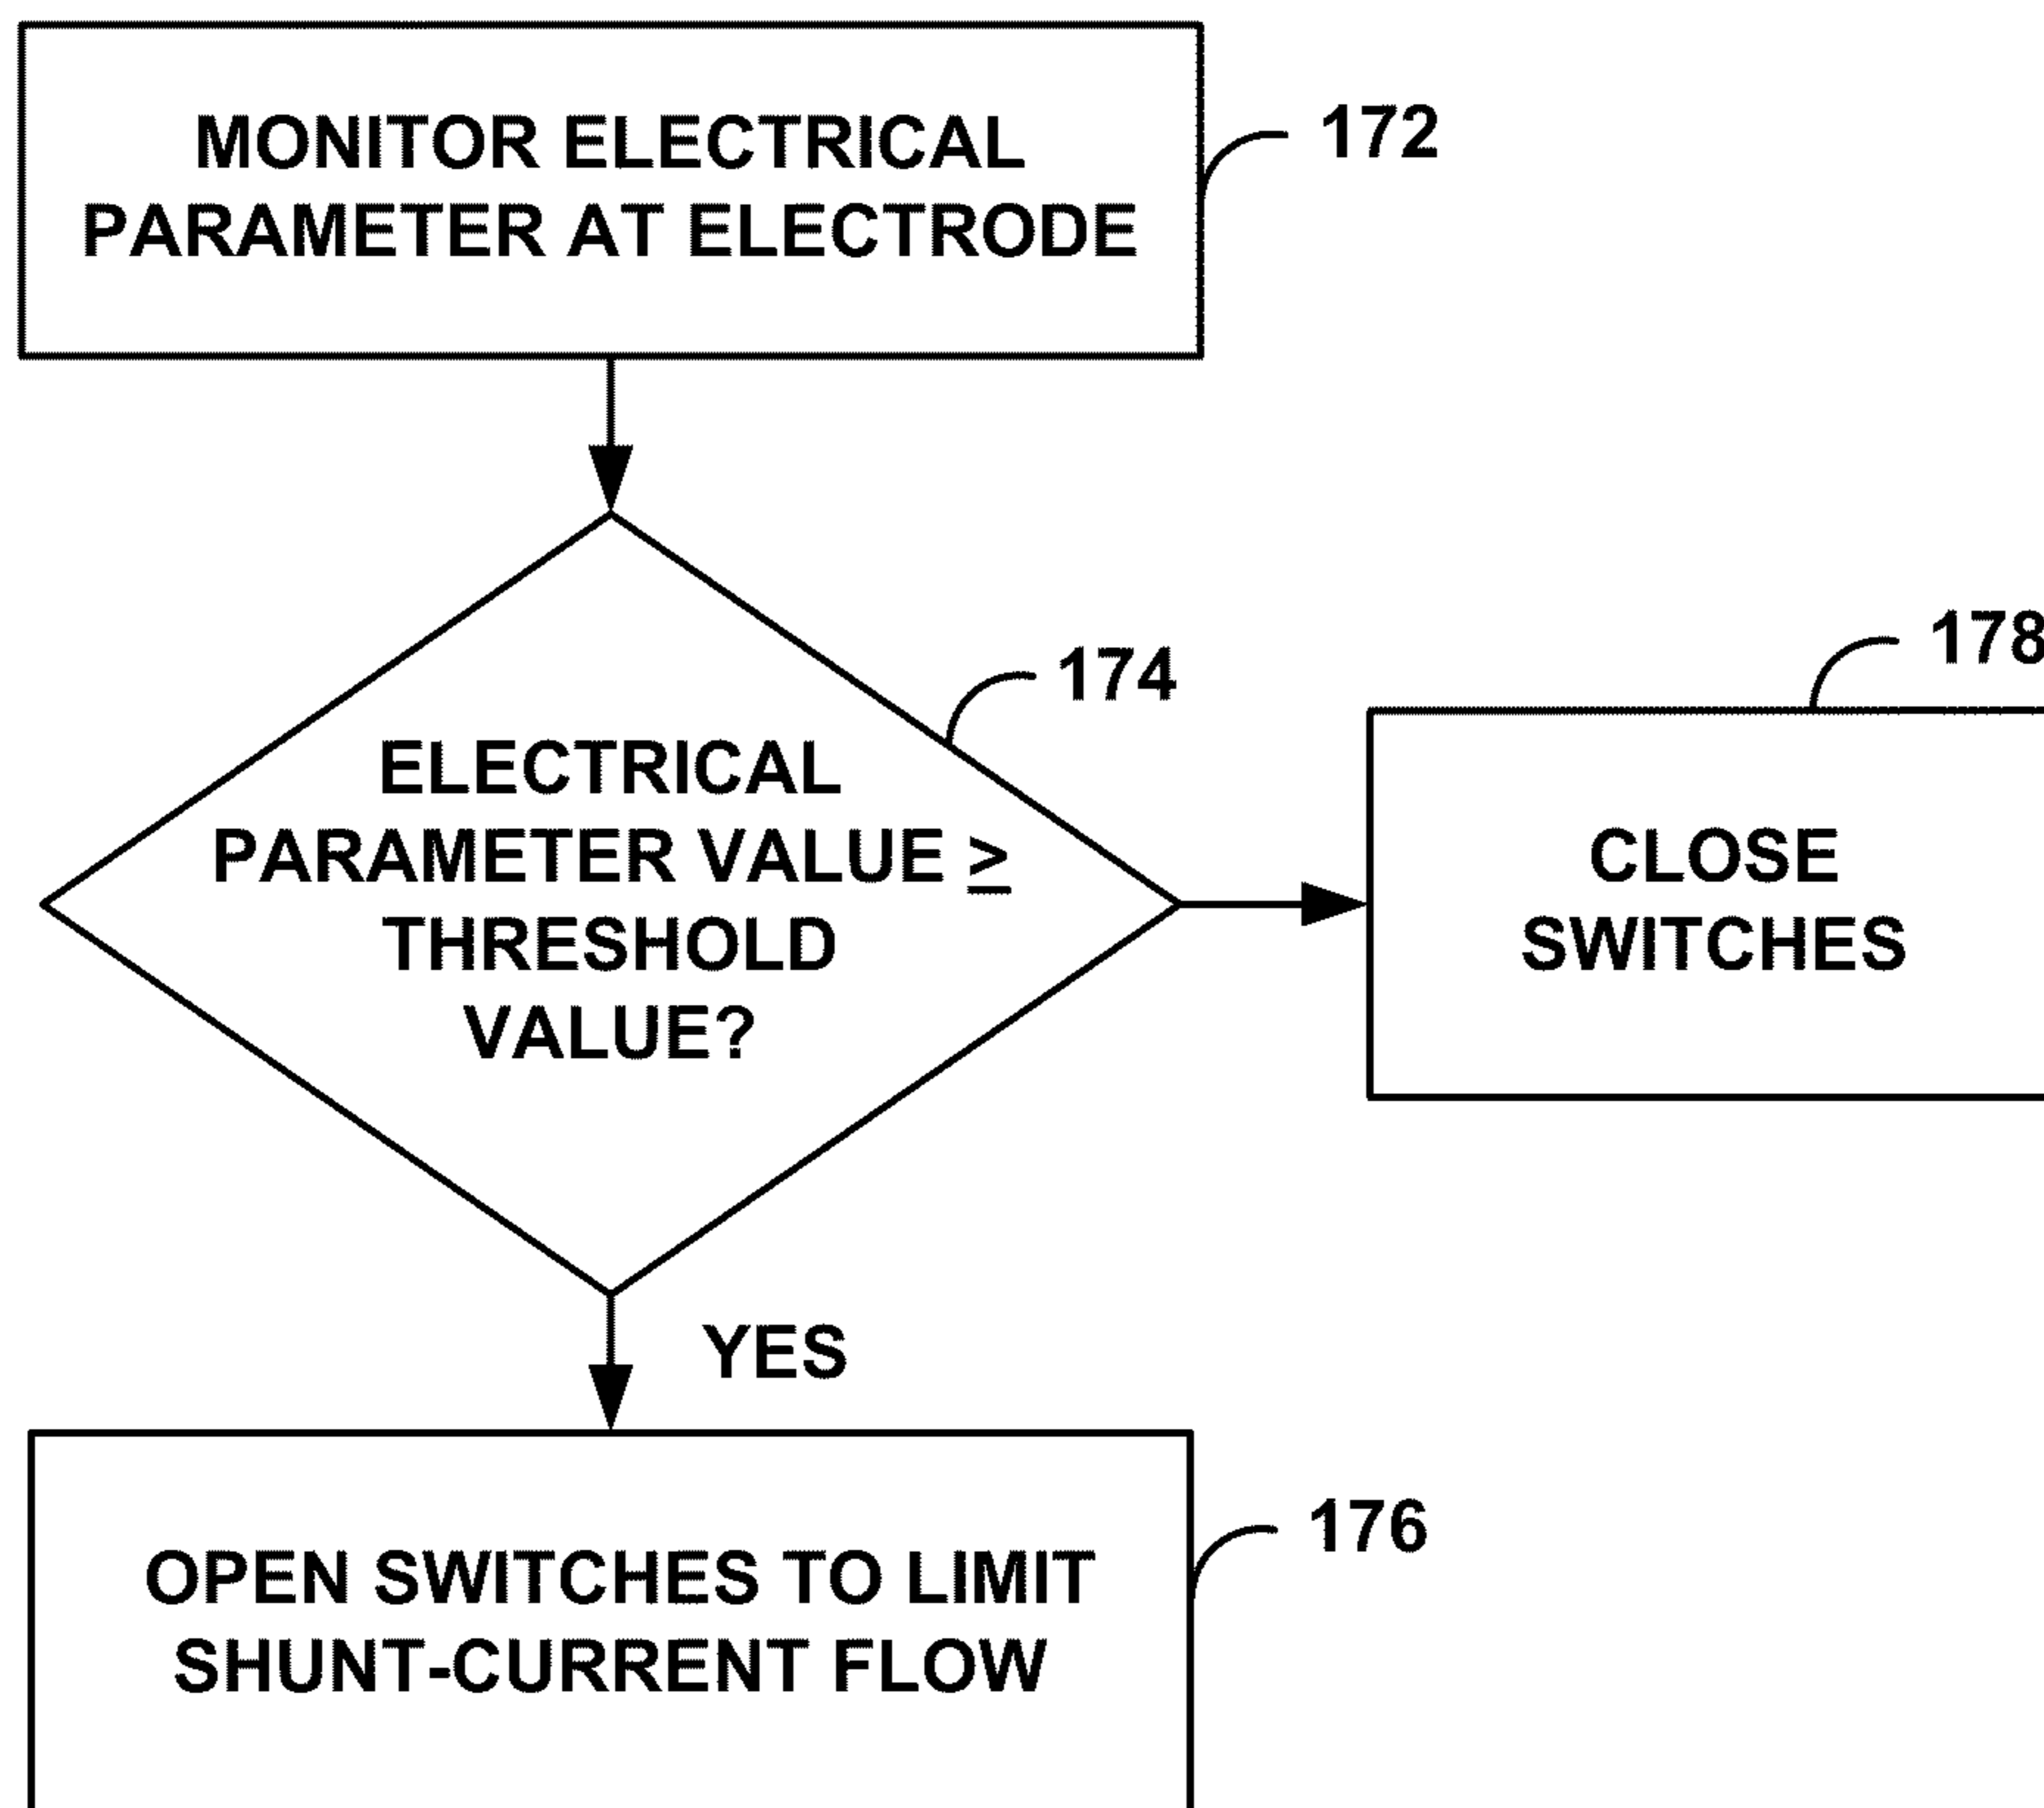 MONITOR ELECTRICAL
PARAMETER AT ELECTRODE
172
174
ELECTRICAL
PARAMETER VALUE ≥
THRESHOLD
VALUE?
178
CLOSE
SWITCHES
YES
176
OPEN SWITCHES TO LIMIT
SHUNT-CURRENT FLOW